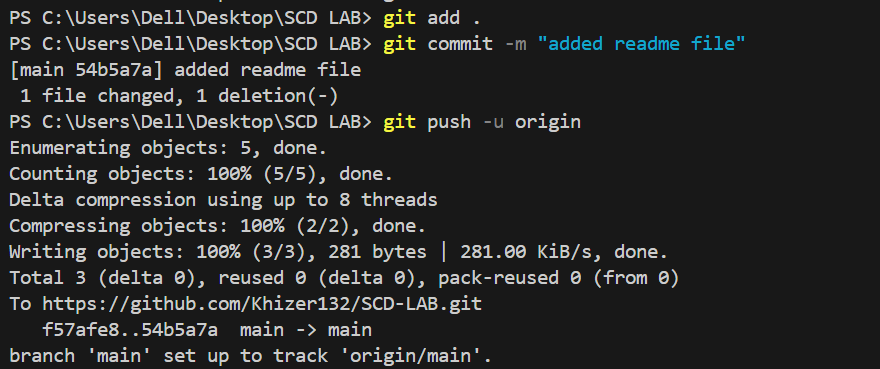 PS C:\Users\Dell\Desktop\SCD LAB> git add .
PS C:\Users\Dell\Desktop\SCD LAB> git commit -m "added readme file"
[main 54b5a7a] added readme file
 1 file changed, 1 deletion(-)
PS C:\Users\Dell\Desktop\SCD LAB> git push -u origin
Enumerating objects: 5, done.
Counting objects: 100% (5/5), done.
Delta compression using up to 8 threads
Compressing objects: 100% (2/2), done.
Writing objects: 100% (3/3), 281 bytes | 281.00 KiB/s, done.
Total 3 (delta 0), reused 0 (delta 0), pack-reused 0 (from 0)
To https://github.com/Khizer132/SCD-LAB.git
   f57afe8..54b5a7a  main -> main
branch 'main' set up to track 'origin/main'.